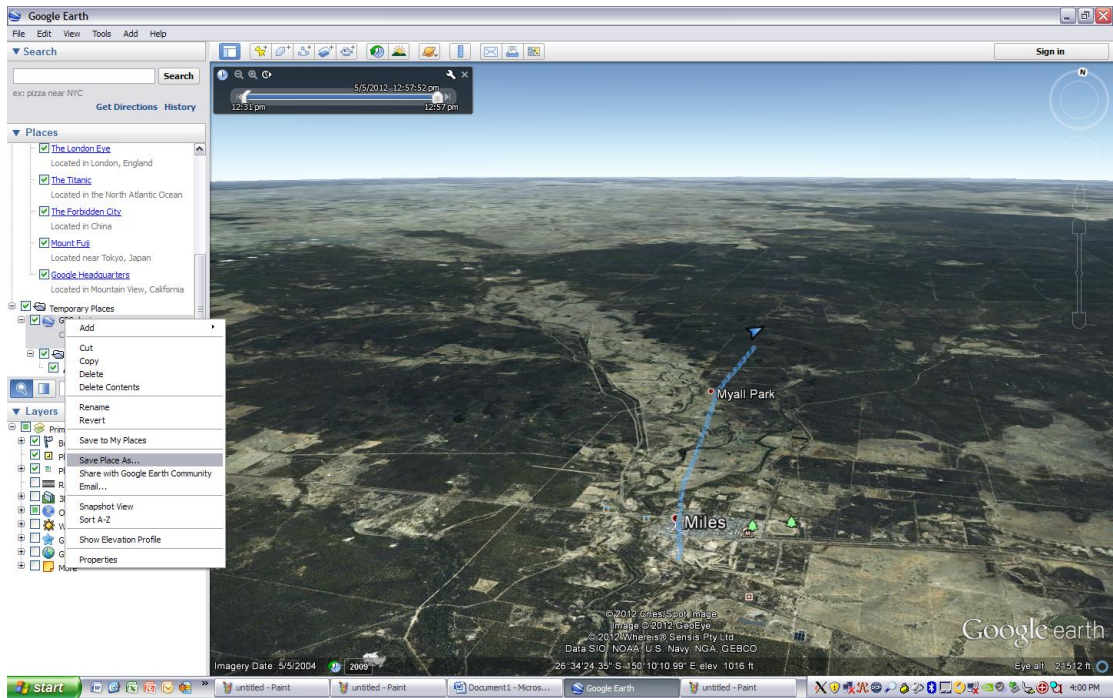 Google Earth
File Edit View Tools Add Help
Search
Search
ex: pizza near NYC
Get Directions History
Places
The London Eye
Located in London, England
The Titanic
Located in the North Atlantic Ocean
The Forbidden City
Located in China
Mount Fuji
Located near Tokyo, Japan
Google Headquarters
Located in Mountain View, California
Temporary Places
Add
Cut
Copy
Delete
Delete Contents
Rename
Revert
Save to My Places
Save Place As...
Share with Google Earth Community
Email...
Snapshot View
Sort A-Z
Show Elevation Profile
Properties
Layers
Prim
More
Sign in
5/5/2012 12:57:52 pm
12:31 pm 12:57 pm
N
Myall Park
Miles
© 2012 Cnes/Spot Image
Image © 2012 GeoEye
© 2012 Whereis® Sensis Pty Ltd
Data SIO, NOAA, U.S. Navy, NGA, GEBCO
Google earth
Imagery Date: 5/5/2004 2009 26°34'24.35" S 150°10'10.99" E elev 1016 ft Eye alt 21512 ft
start untitled - Paint untitled - Paint Document1 - Micros... Google Earth untitled - Paint 4:00 PM